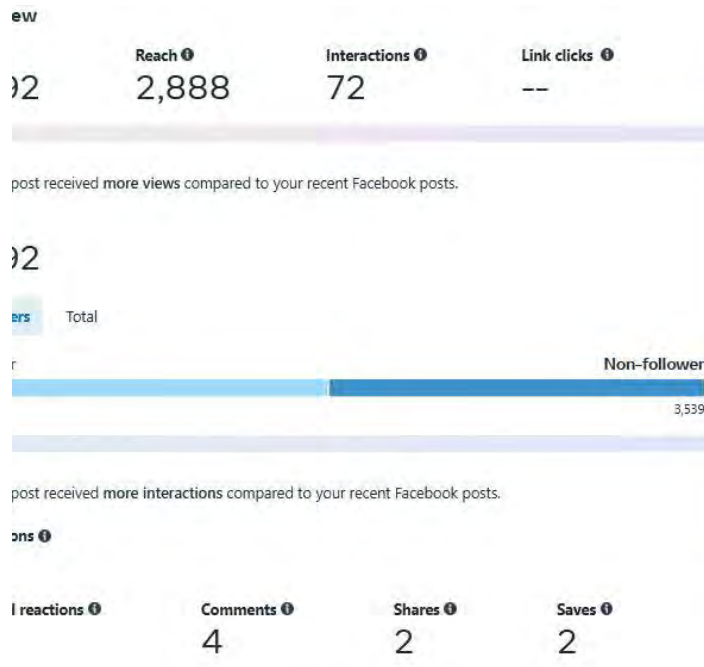 ew
Reach Interactions Link clicks
92 2,888 72 --
post received more views compared to your recent Facebook posts.
92
ers Total
r Non-follower
3,539
post received more interactions compared to your recent Facebook posts.
ons
l reactions Comments Shares Saves
4 2 2